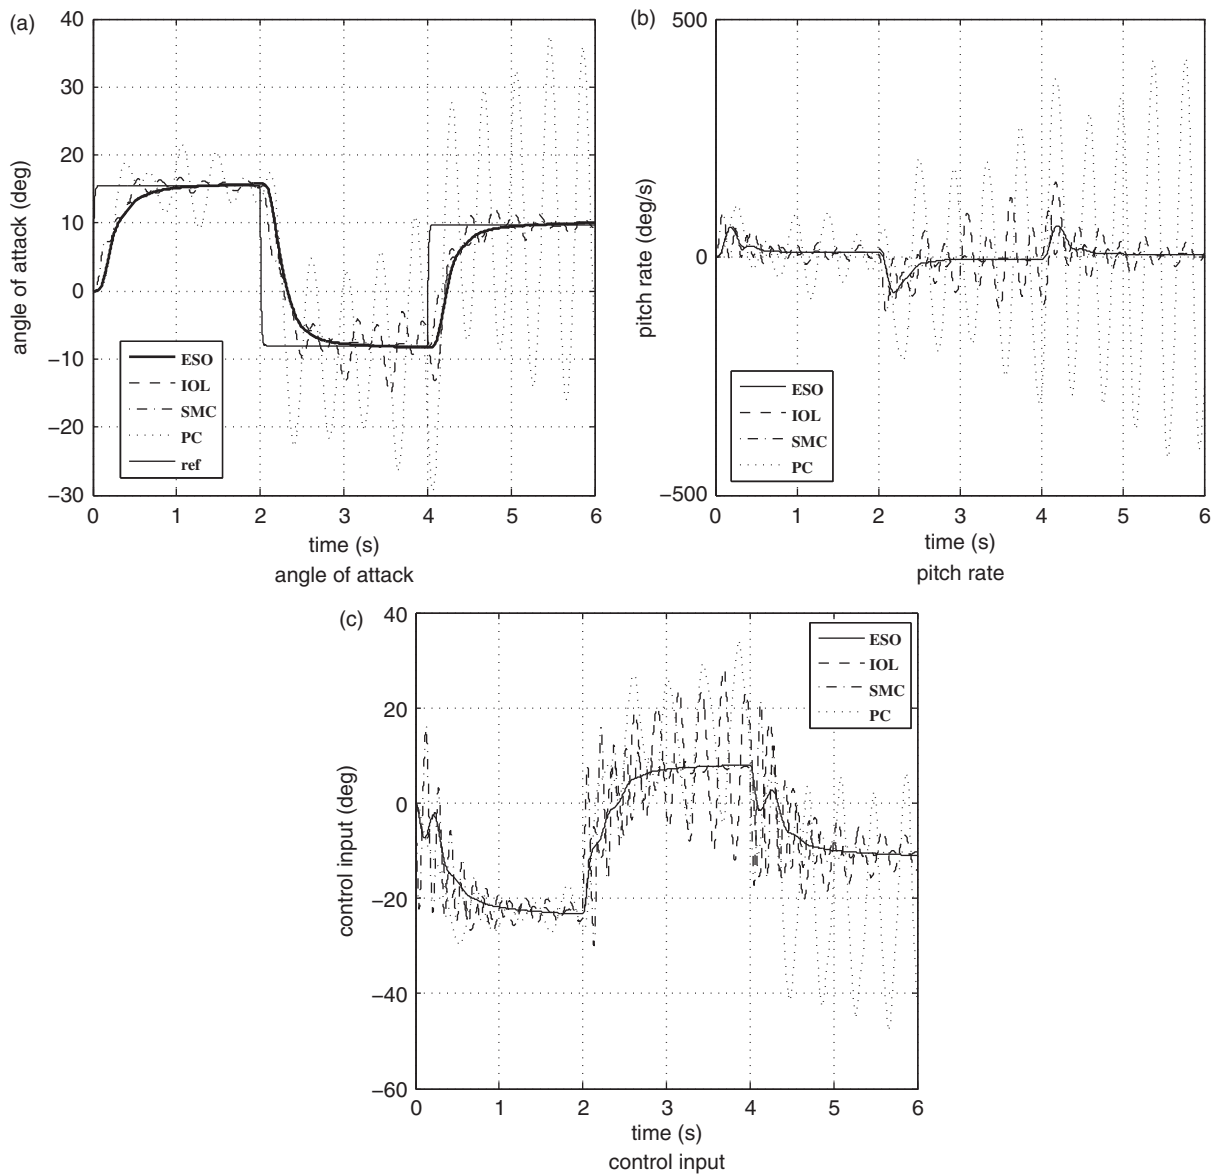 (a)
40
30
20
10
0
−10
−20
−30
angle of attack (deg)
ESO
IOL
SMC
PC
ref
0 1 2 3 4 5 6
time (s)
angle of attack
(b)
500
0
−500
pitch rate (deg/s)
ESO
IOL
SMC
PC
0 1 2 3 4 5 6
time (s)
pitch rate
(c)
40
20
0
−20
−40
−60
control input (deg)
ESO
IOL
SMC
PC
0 1 2 3 4 5 6
time (s)
control input